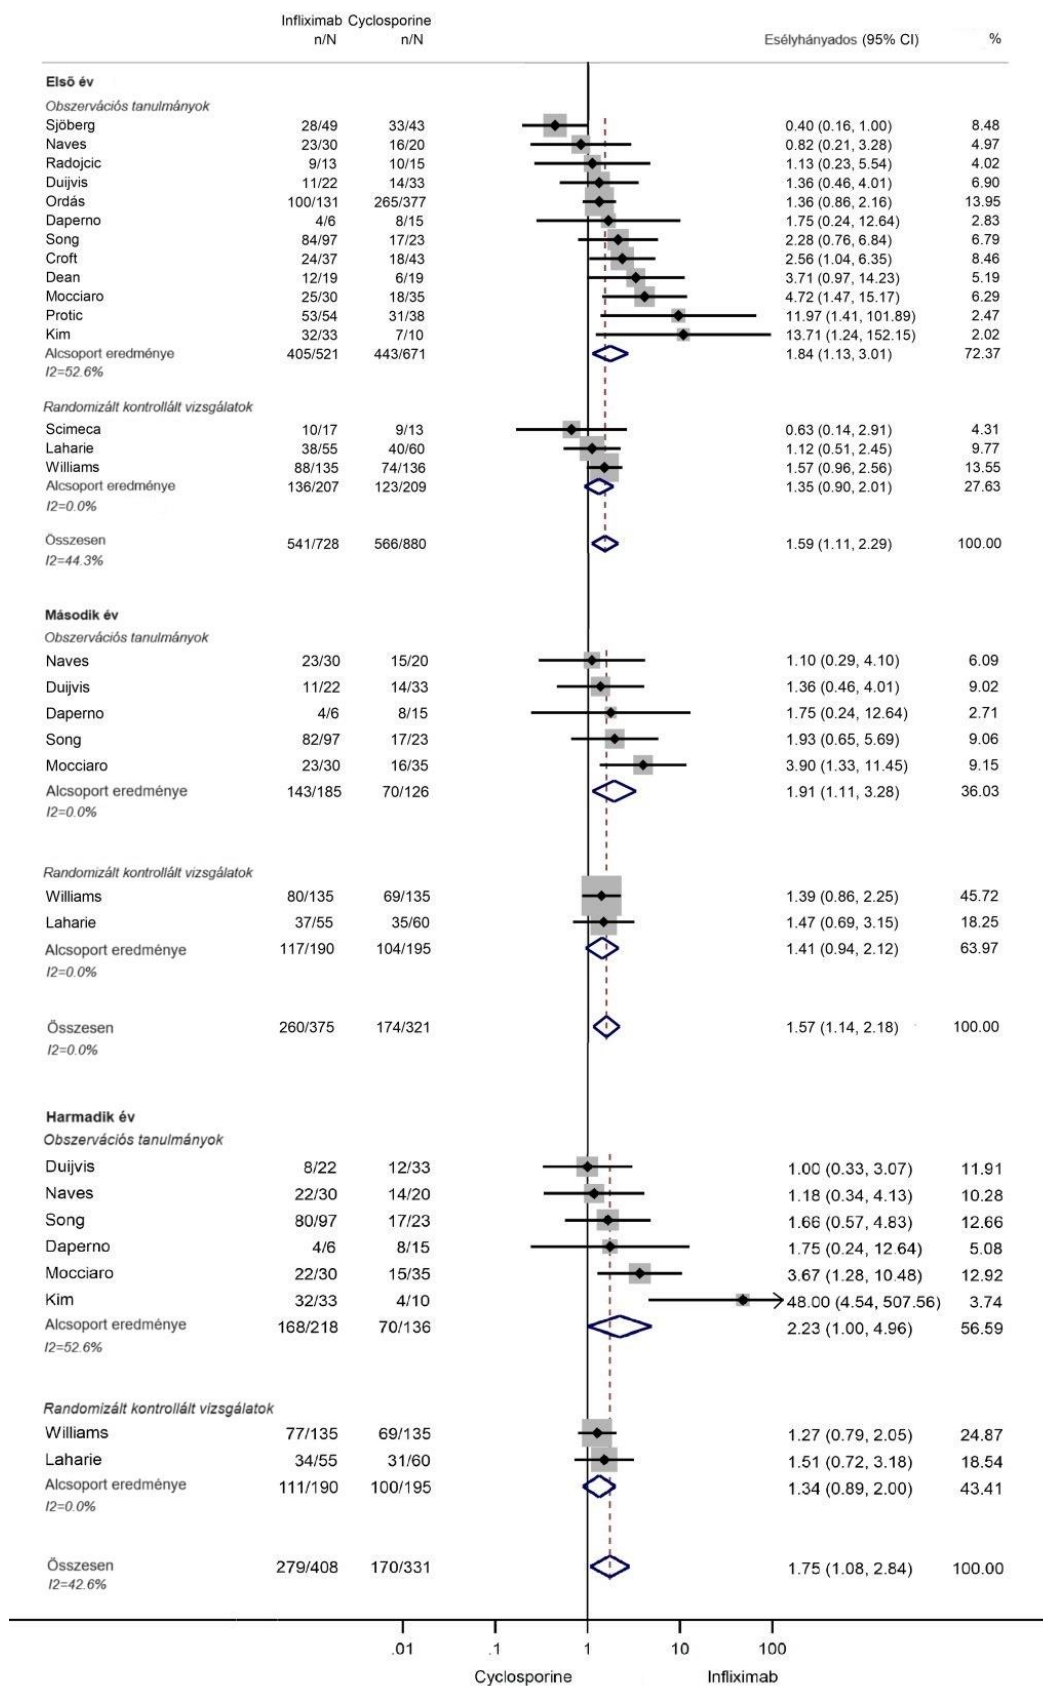 Infliximab Cyclosporine
n/N n/N Esélyhányados (95% CI) %
Első év
Obszervációs tanulmányok
Sjöberg 28/49 33/43 0.40 (0.16, 1.00) 8.48
Naves 23/30 16/20 0.82 (0.21, 3.28) 4.97
Radojcic 9/13 10/15 1.13 (0.23, 5.54) 4.02
Duijvis 11/22 14/33 1.36 (0.46, 4.01) 6.90
Ordás 100/131 265/377 1.36 (0.86, 2.16) 13.95
Daperno 4/6 8/15 1.75 (0.24, 12.64) 2.83
Song 84/97 17/23 2.28 (0.76, 6.84) 6.79
Croft 24/37 18/43 2.56 (1.04, 6.35) 8.46
Dean 12/19 6/19 3.71 (0.97, 14.23) 5.19
Mocciaro 25/30 18/35 4.72 (1.47, 15.17) 6.29
Protic 53/54 31/38 11.97 (1.41, 101.89) 2.47
Kim 32/33 7/10 13.71 (1.24, 152.15) 2.02
Alcsoport eredménye 405/521 443/671 1.84 (1.13, 3.01) 72.37
I2=52.6%
Randomizált kontrollált vizsgálatok
Scimeca 10/17 9/13 0.63 (0.14, 2.91) 4.31
Laharie 38/55 40/60 1.12 (0.51, 2.45) 9.77
Williams 88/135 74/136 1.57 (0.96, 2.56) 13.55
Alcsoport eredménye 136/207 123/209 1.35 (0.90, 2.01) 27.63
I2=0.0%
Összesen 541/728 566/880 1.59 (1.11, 2.29) 100.00
I2=44.3%
Második év
Obszervációs tanulmányok
Naves 23/30 15/20 1.10 (0.29, 4.10) 6.09
Duijvis 11/22 14/33 1.36 (0.46, 4.01) 9.02
Daperno 4/6 8/15 1.75 (0.24, 12.64) 2.71
Song 82/97 17/23 1.93 (0.65, 5.69) 9.06
Mocciaro 23/30 16/35 3.90 (1.33, 11.45) 9.15
Alcsoport eredménye 143/185 70/126 1.91 (1.11, 3.28) 36.03
I2=0.0%
Randomizált kontrollált vizsgálatok
Williams 80/135 69/135 1.39 (0.86, 2.25) 45.72
Laharie 37/55 35/60 1.47 (0.69, 3.15) 18.25
Alcsoport eredménye 117/190 104/195 1.41 (0.94, 2.12) 63.97
I2=0.0%
Összesen 260/375 174/321 1.57 (1.14, 2.18) 100.00
I2=0.0%
Harmadik év
Obszervációs tanulmányok
Duijvis 8/22 12/33 1.00 (0.33, 3.07) 11.91
Naves 22/30 14/20 1.18 (0.34, 4.13) 10.28
Song 80/97 17/23 1.66 (0.57, 4.83) 12.66
Daperno 4/6 8/15 1.75 (0.24, 12.64) 5.08
Mocciaro 22/30 15/35 3.67 (1.28, 10.48) 12.92
Kim 32/33 4/10 48.00 (4.54, 507.56) 3.74
Alcsoport eredménye 168/218 70/136 2.23 (1.00, 4.96) 56.59
I2=52.6%
Randomizált kontrollált vizsgálatok
Williams 77/135 69/135 1.27 (0.79, 2.05) 24.87
Laharie 34/55 31/60 1.51 (0.72, 3.18) 18.54
Alcsoport eredménye 111/190 100/195 1.34 (0.89, 2.00) 43.41
I2=0.0%
Összesen 279/408 170/331 1.75 (1.08, 2.84) 100.00
I2=42.6%
.01 .1 1 10 100
Cyclosporine Infliximab